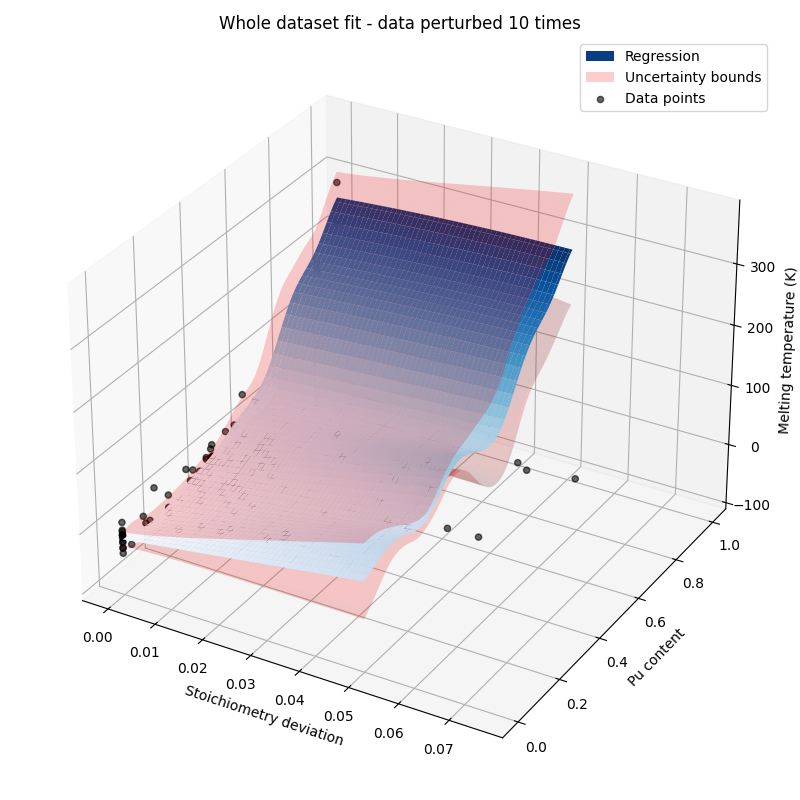 Whole dataset fit - data perturbed 10 times
Regression
Uncertainty bounds
Data points
300
200
100
0
−100
Melting temperature (K)
1.0
0.8
0.6
0.4
0.2
0.0
Pu content
0.00
0.01
0.02
0.03
0.04
0.05
0.06
0.07
Stoichiometry deviation